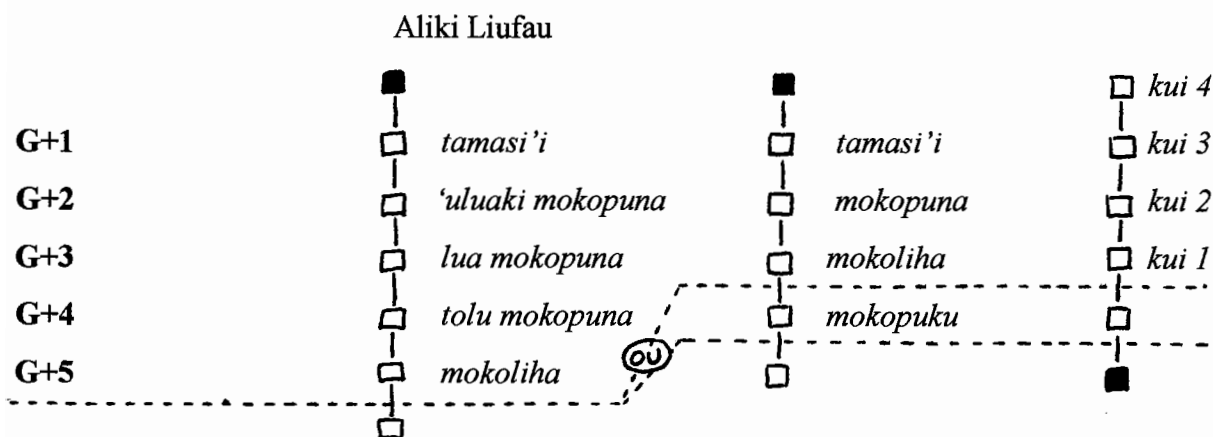 Aliki Liufau
kui 4
G+1 tamasi'i tamasi'i kui 3
G+2 'uluaki mokopuna mokopuna kui 2
G+3 lua mokopuna mokoliha kui 1
G+4 tolu mokopuna mokopuku
OU
G+5 mokoliha